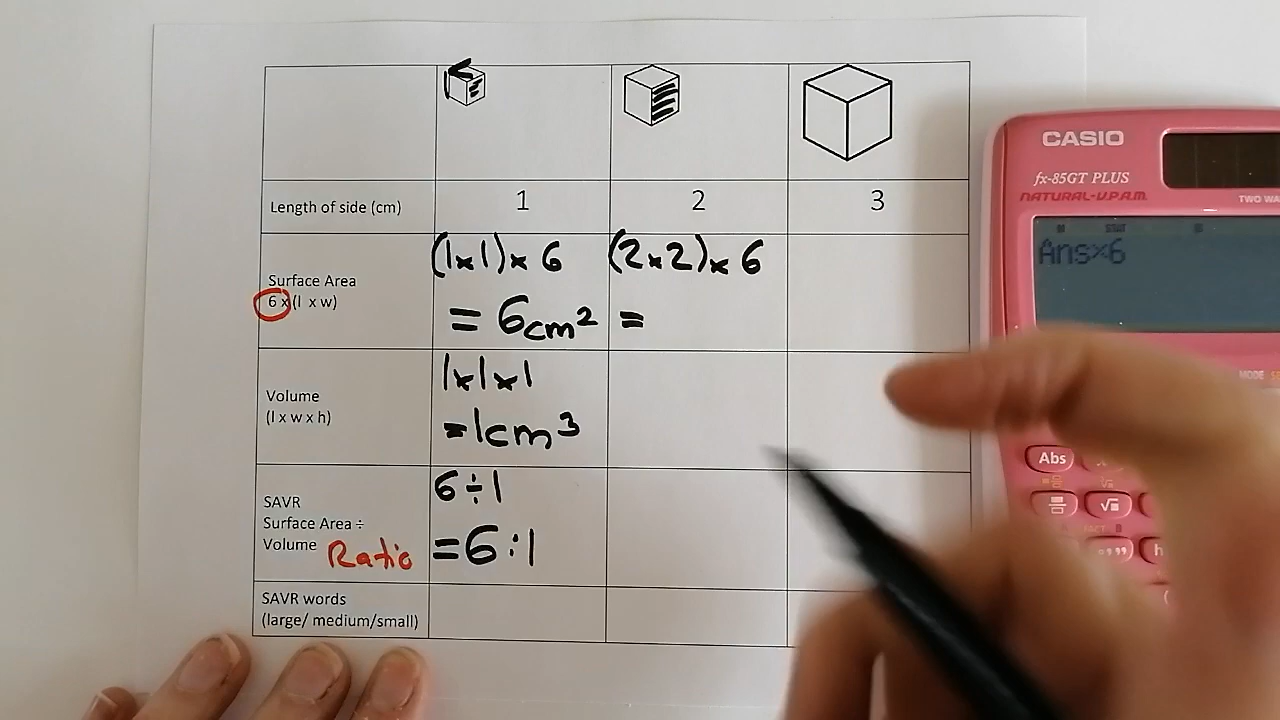 Length of side (cm) 1 2 3
Surface Area
6 x (l x w)
(1x1)x 6
= 6cm²
(2x2)x 6
=
Volume
(l x w x h)
1x1x1
=1cm³
SAVR
Surface Area ÷
Volume Ratio
6÷1
=6:1
SAVR words
(large/ medium/small)
CASIO
fx-85GT PLUS
NATURAL-V.P.A.M.
TWO WA
Ans×6
MODE
Abs